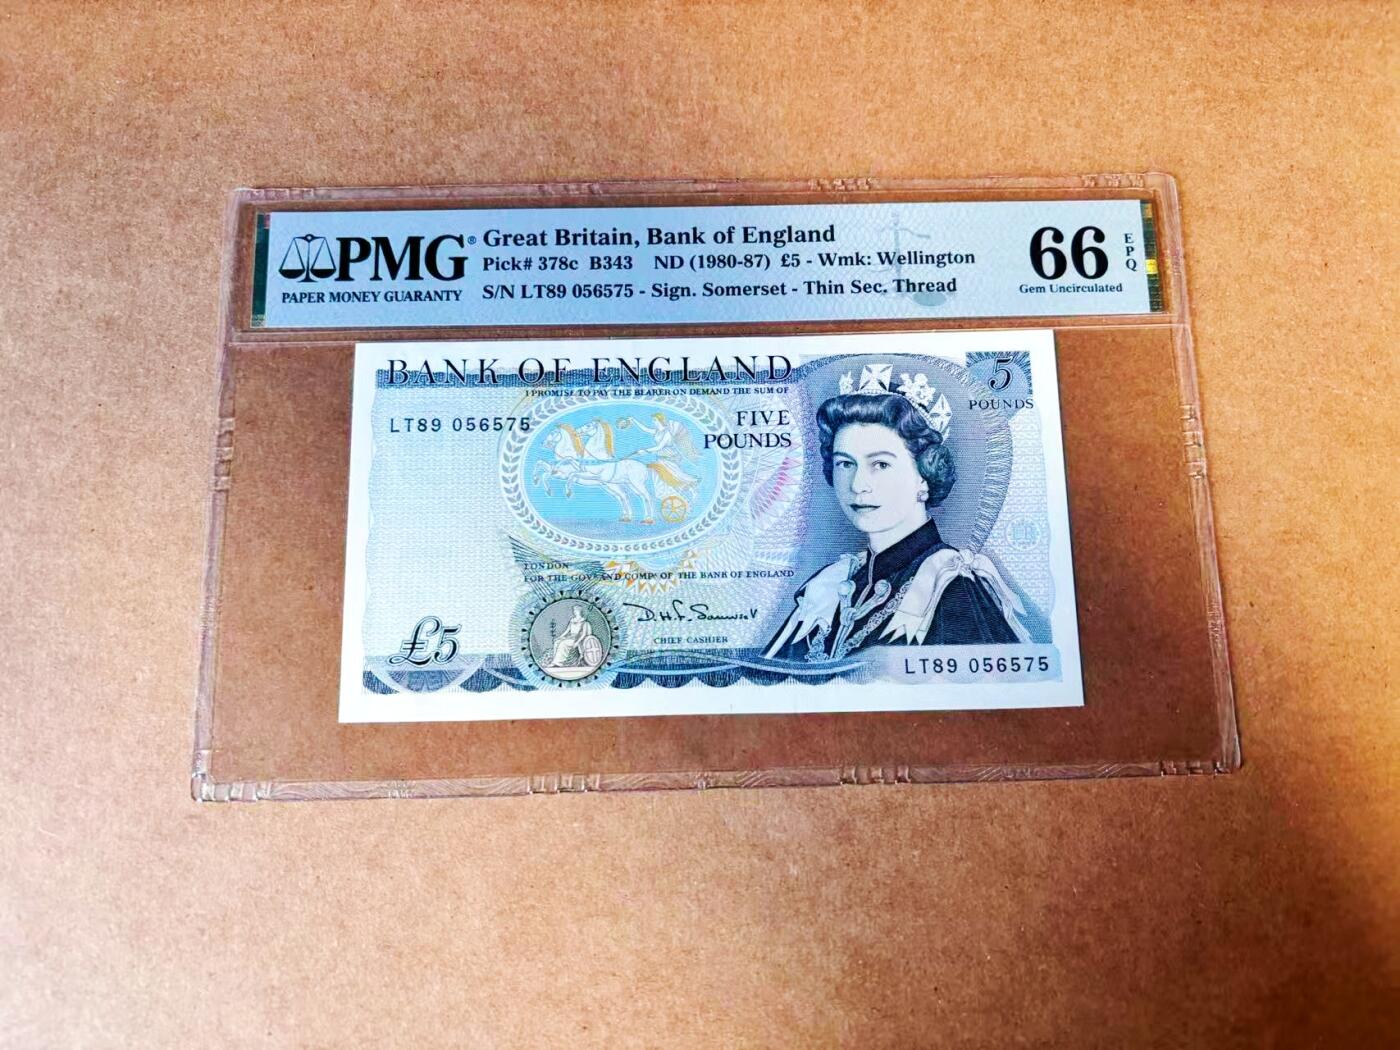 PMG®
PAPER MONEY GUARANTY
Great Britain, Bank of England
Pick# 378c B343 ND (1980-87) £5 - Wmk: Wellington
S/N LT89 056575 - Sign. Somerset - Thin Sec. Thread
66
EPQ
Gem Uncirculated
BANK OF ENGLAND
I PROMISE TO PAY THE BEARER ON DEMAND THE SUM OF
5
POUNDS
LT89 056575
FIVE
POUNDS
LONDON
FOR THE GOVR AND COMPA OF THE BANK OF ENGLAND
D.H.F. Somerset
CHIEF CASHIER
£5
LT89 056575